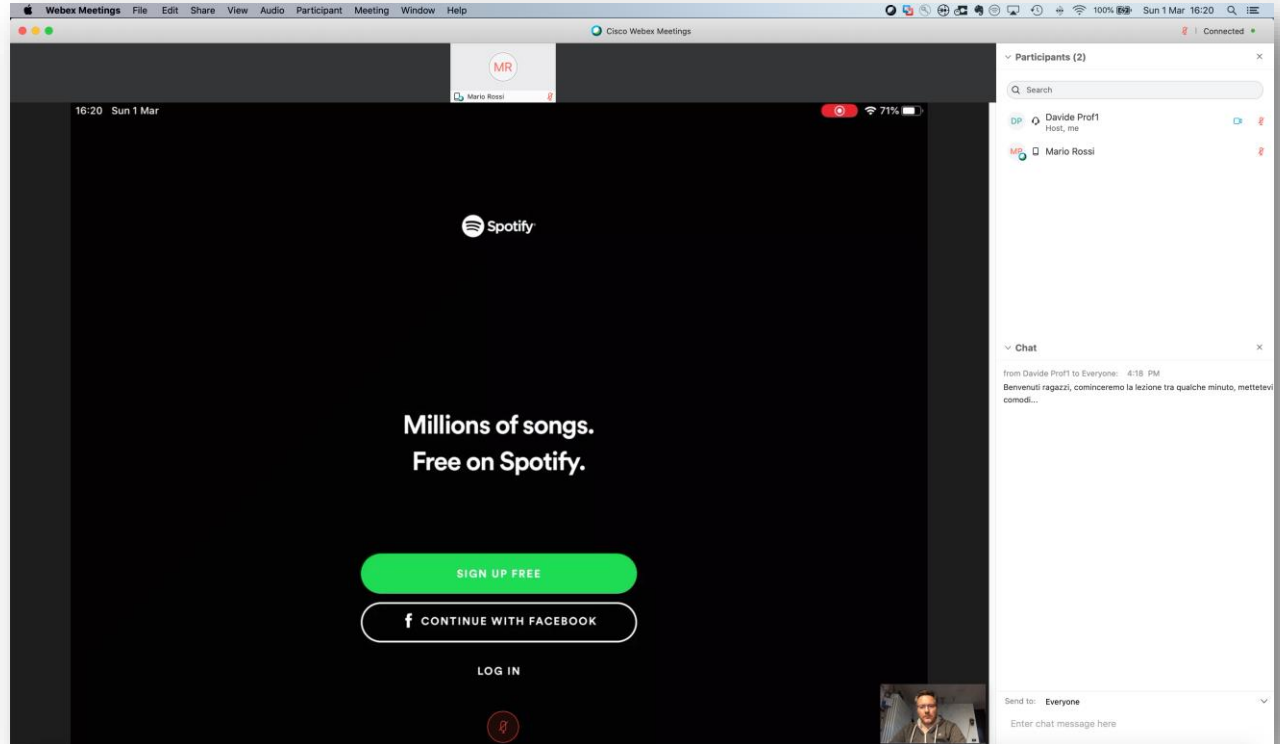 Webex Meetings File Edit Share View Audio Participant Meeting Window Help 100% Sun 1 Mar 16:20
Cisco Webex Meetings
Connected
MR
Mario Rossi
16:20 Sun 1 Mar
71%
Spotify
Millions of songs.
Free on Spotify.
SIGN UP FREE
f CONTINUE WITH FACEBOOK
LOG IN
Participants (2)
Search
DP Davide Prof1
Host, me
MR Mario Rossi
Chat
from Davide Prof1 to Everyone: 4:18 PM
Benvenuti ragazzi, cominceremo la lezione tra qualche minuto, mettetevi
comodi...
Send to: Everyone
Enter chat message here